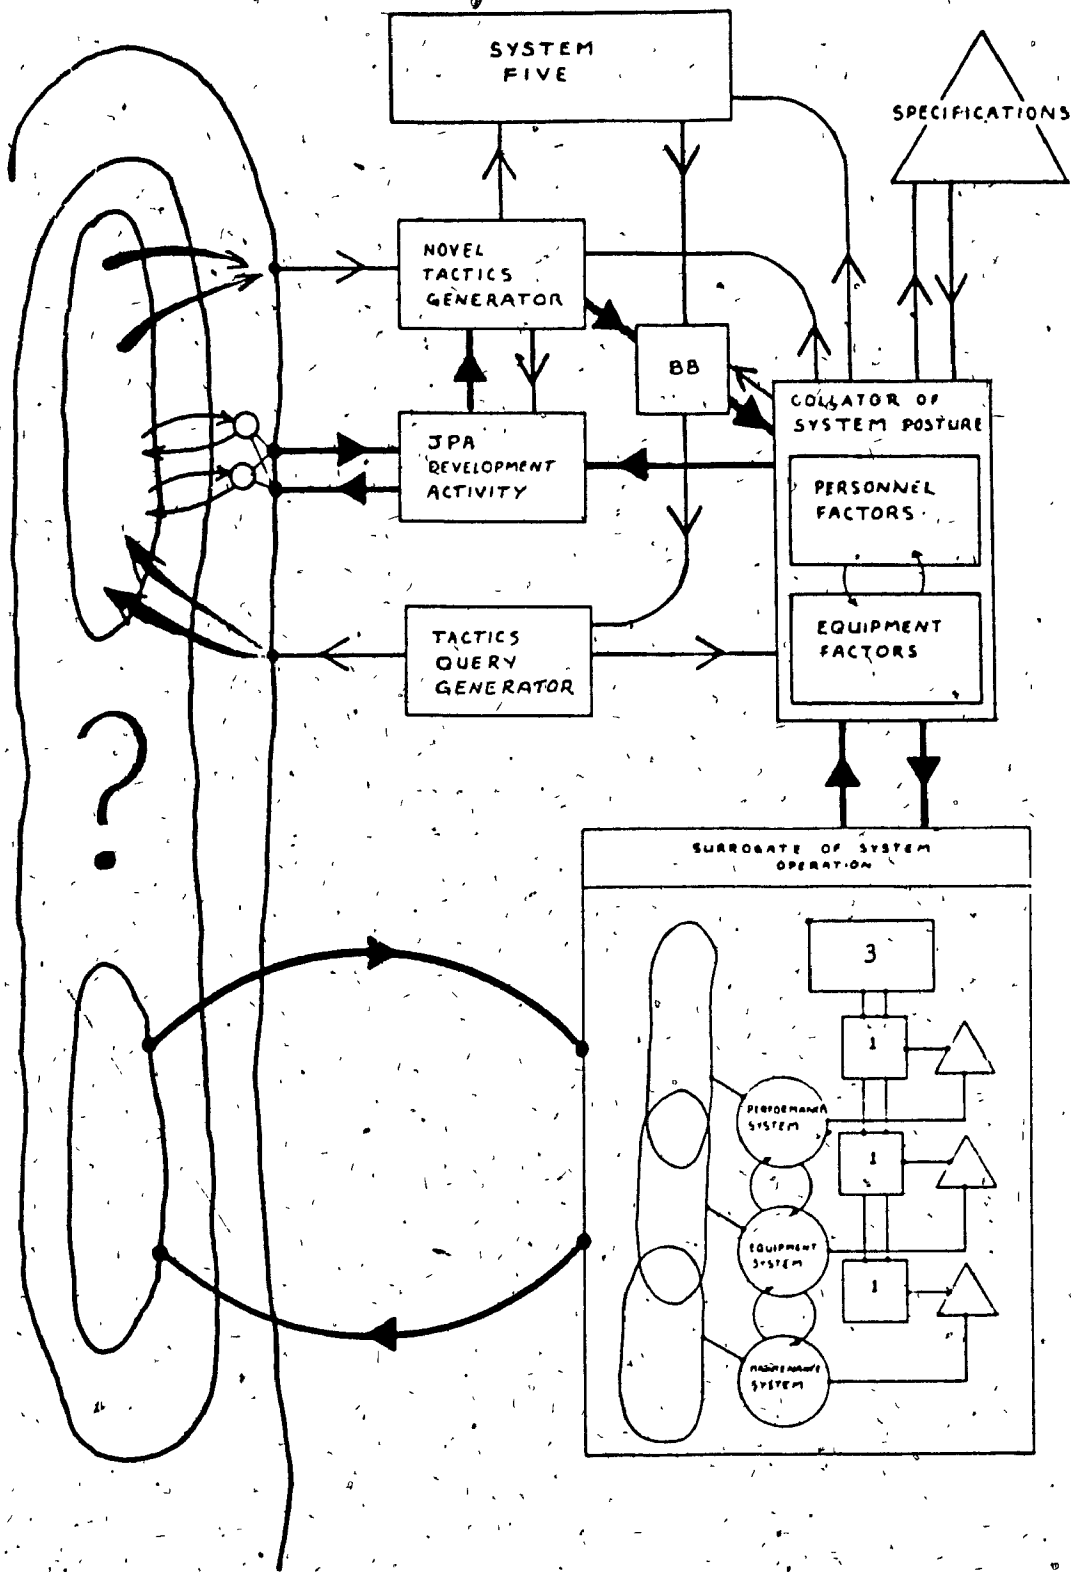 SYSTEM
FIVE
SPECIFICATIONS
NOVEL
TACTICS
GENERATOR
BB
COLLATOR OF
SYSTEM POSTURE
JPA
DEVELOPMENT
ACTIVITY
PERSONNEL
FACTORS
TACTICS
QUERY
GENERATOR
EQUIPMENT
FACTORS
?
SURROGATE OF SYSTEM
OPERATION
3
1
PERFORMANCE
SYSTEM
1
EQUIPMENT
SYSTEM
1
MAINTENANCE
SYSTEM